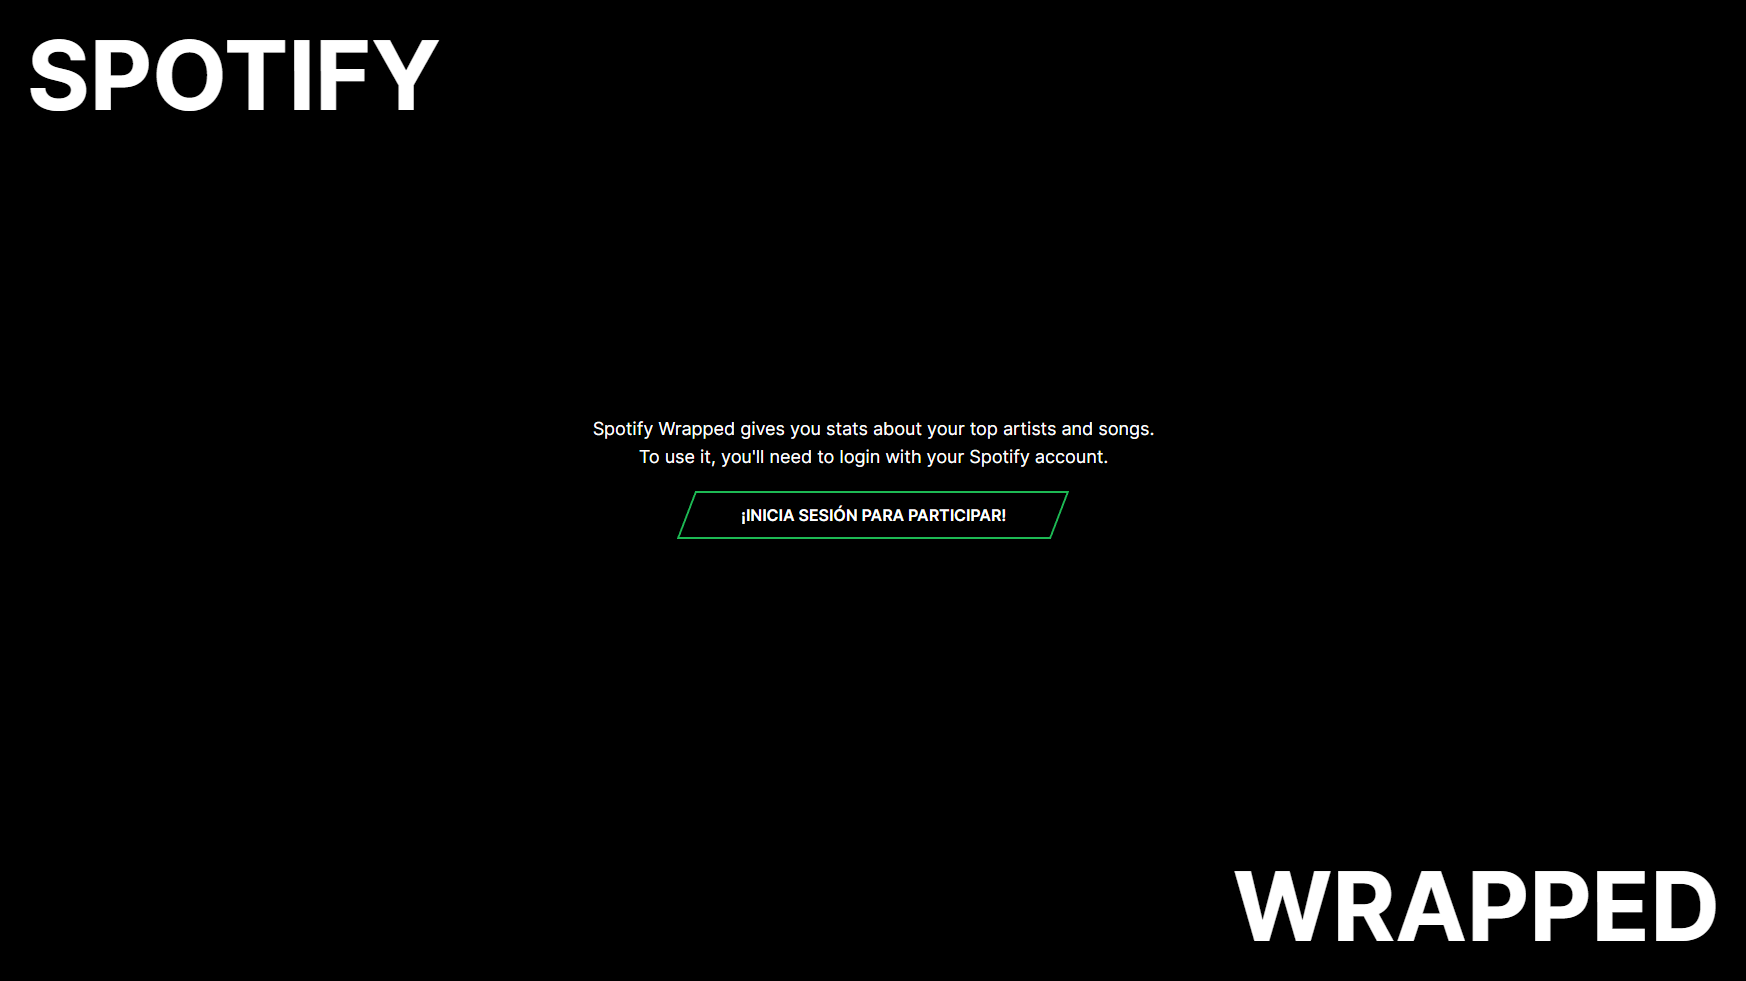 SPOTIFY
Spotify Wrapped gives you stats about your top artists and songs.
To use it, you'll need to login with your Spotify account.
¡INICIA SESIÓN PARA PARTICIPAR!
WRAPPED